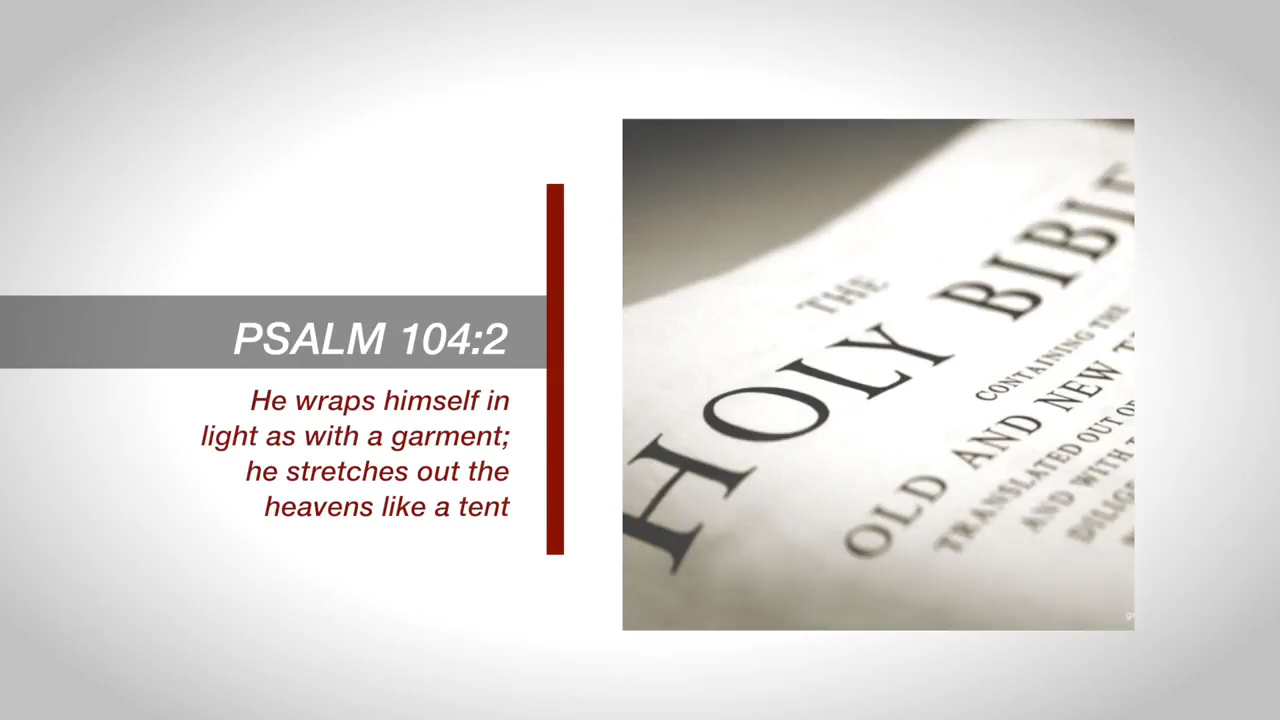 PSALM 104:2
He wraps himself in
light as with a garment;
he stretches out the
heavens like a tent
THE
HOLY BIBLE
CONTAINING THE
OLD AND NEW
TRANSLATED OUT OF
AND WITH